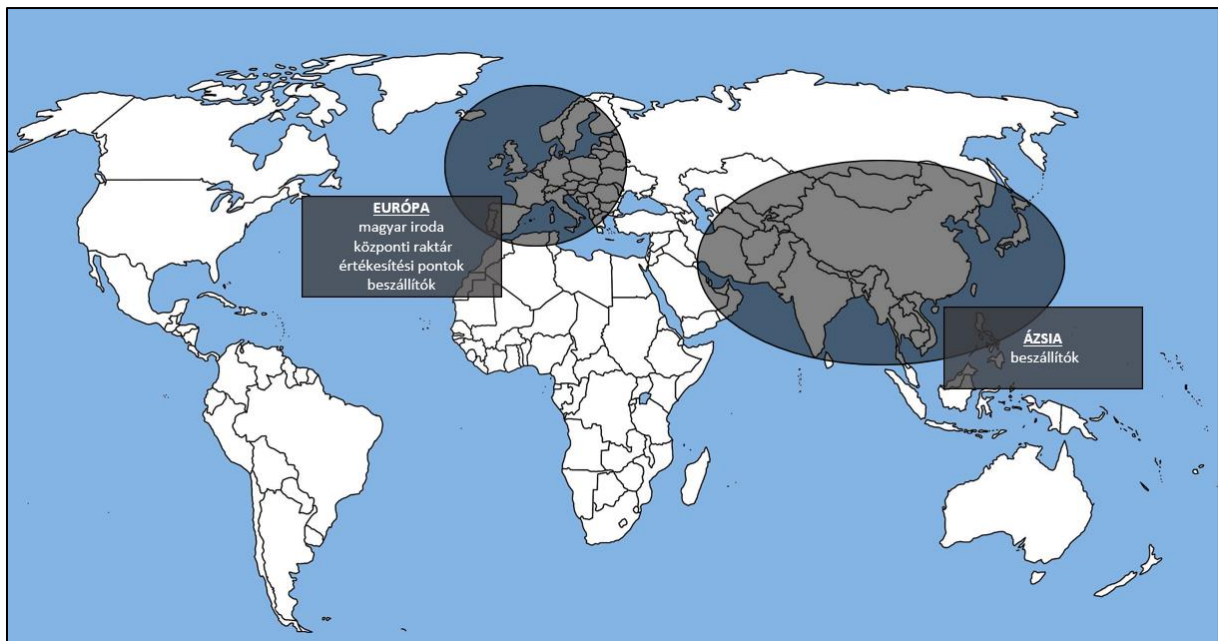 EURÓPA
magyar iroda
központi raktár
értékesítési pontok
beszállítók
ÁZSIA
beszállítók